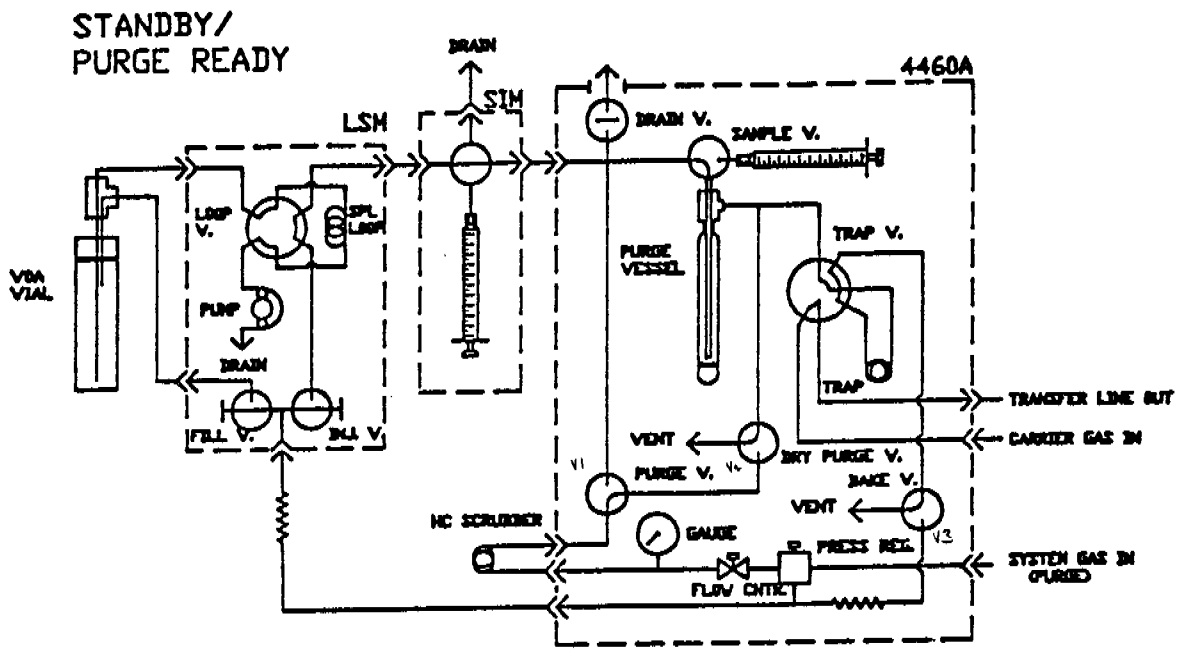 STANDBY/
PURGE READY
DRAIN
4460A
SIM
LSM
DRAIN V.
SAMPLE V.
LOOP
V.
SPL
LOOP
PURGE
VESSEL
TRAP V.
VOA
VIAL
PUMP
DRAIN
TRAP
TRANSFER LINE OUT
FILL V.
INJ. V.
VENT
CARRIER GAS IN
V4
DRY PURGE V.
V1
PURGE V.
BAKE V.
VENT
HC SCRUBBER
GAUGE
V3
PRESS REG.
SYSTEM GAS IN
(PURGE)
FLOW CNTR.